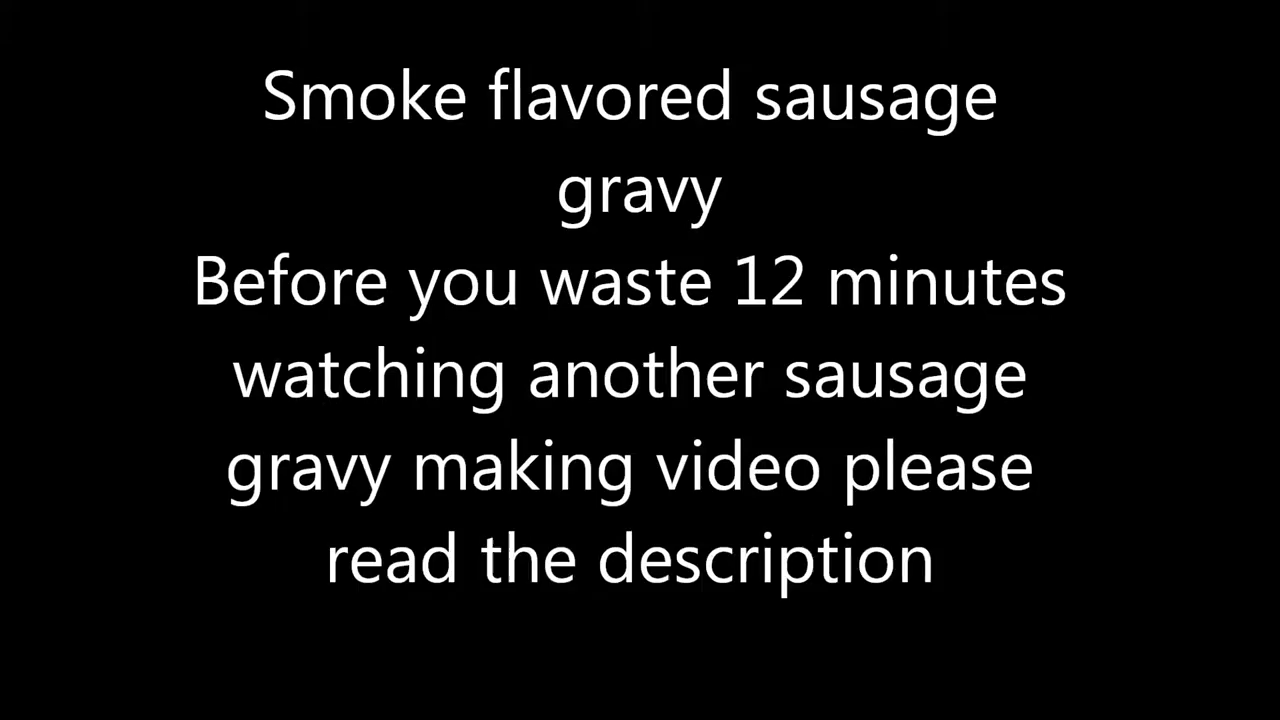 Smoke flavored sausage
gravy
Before you waste 12 minutes
watching another sausage
gravy making video please
read the description